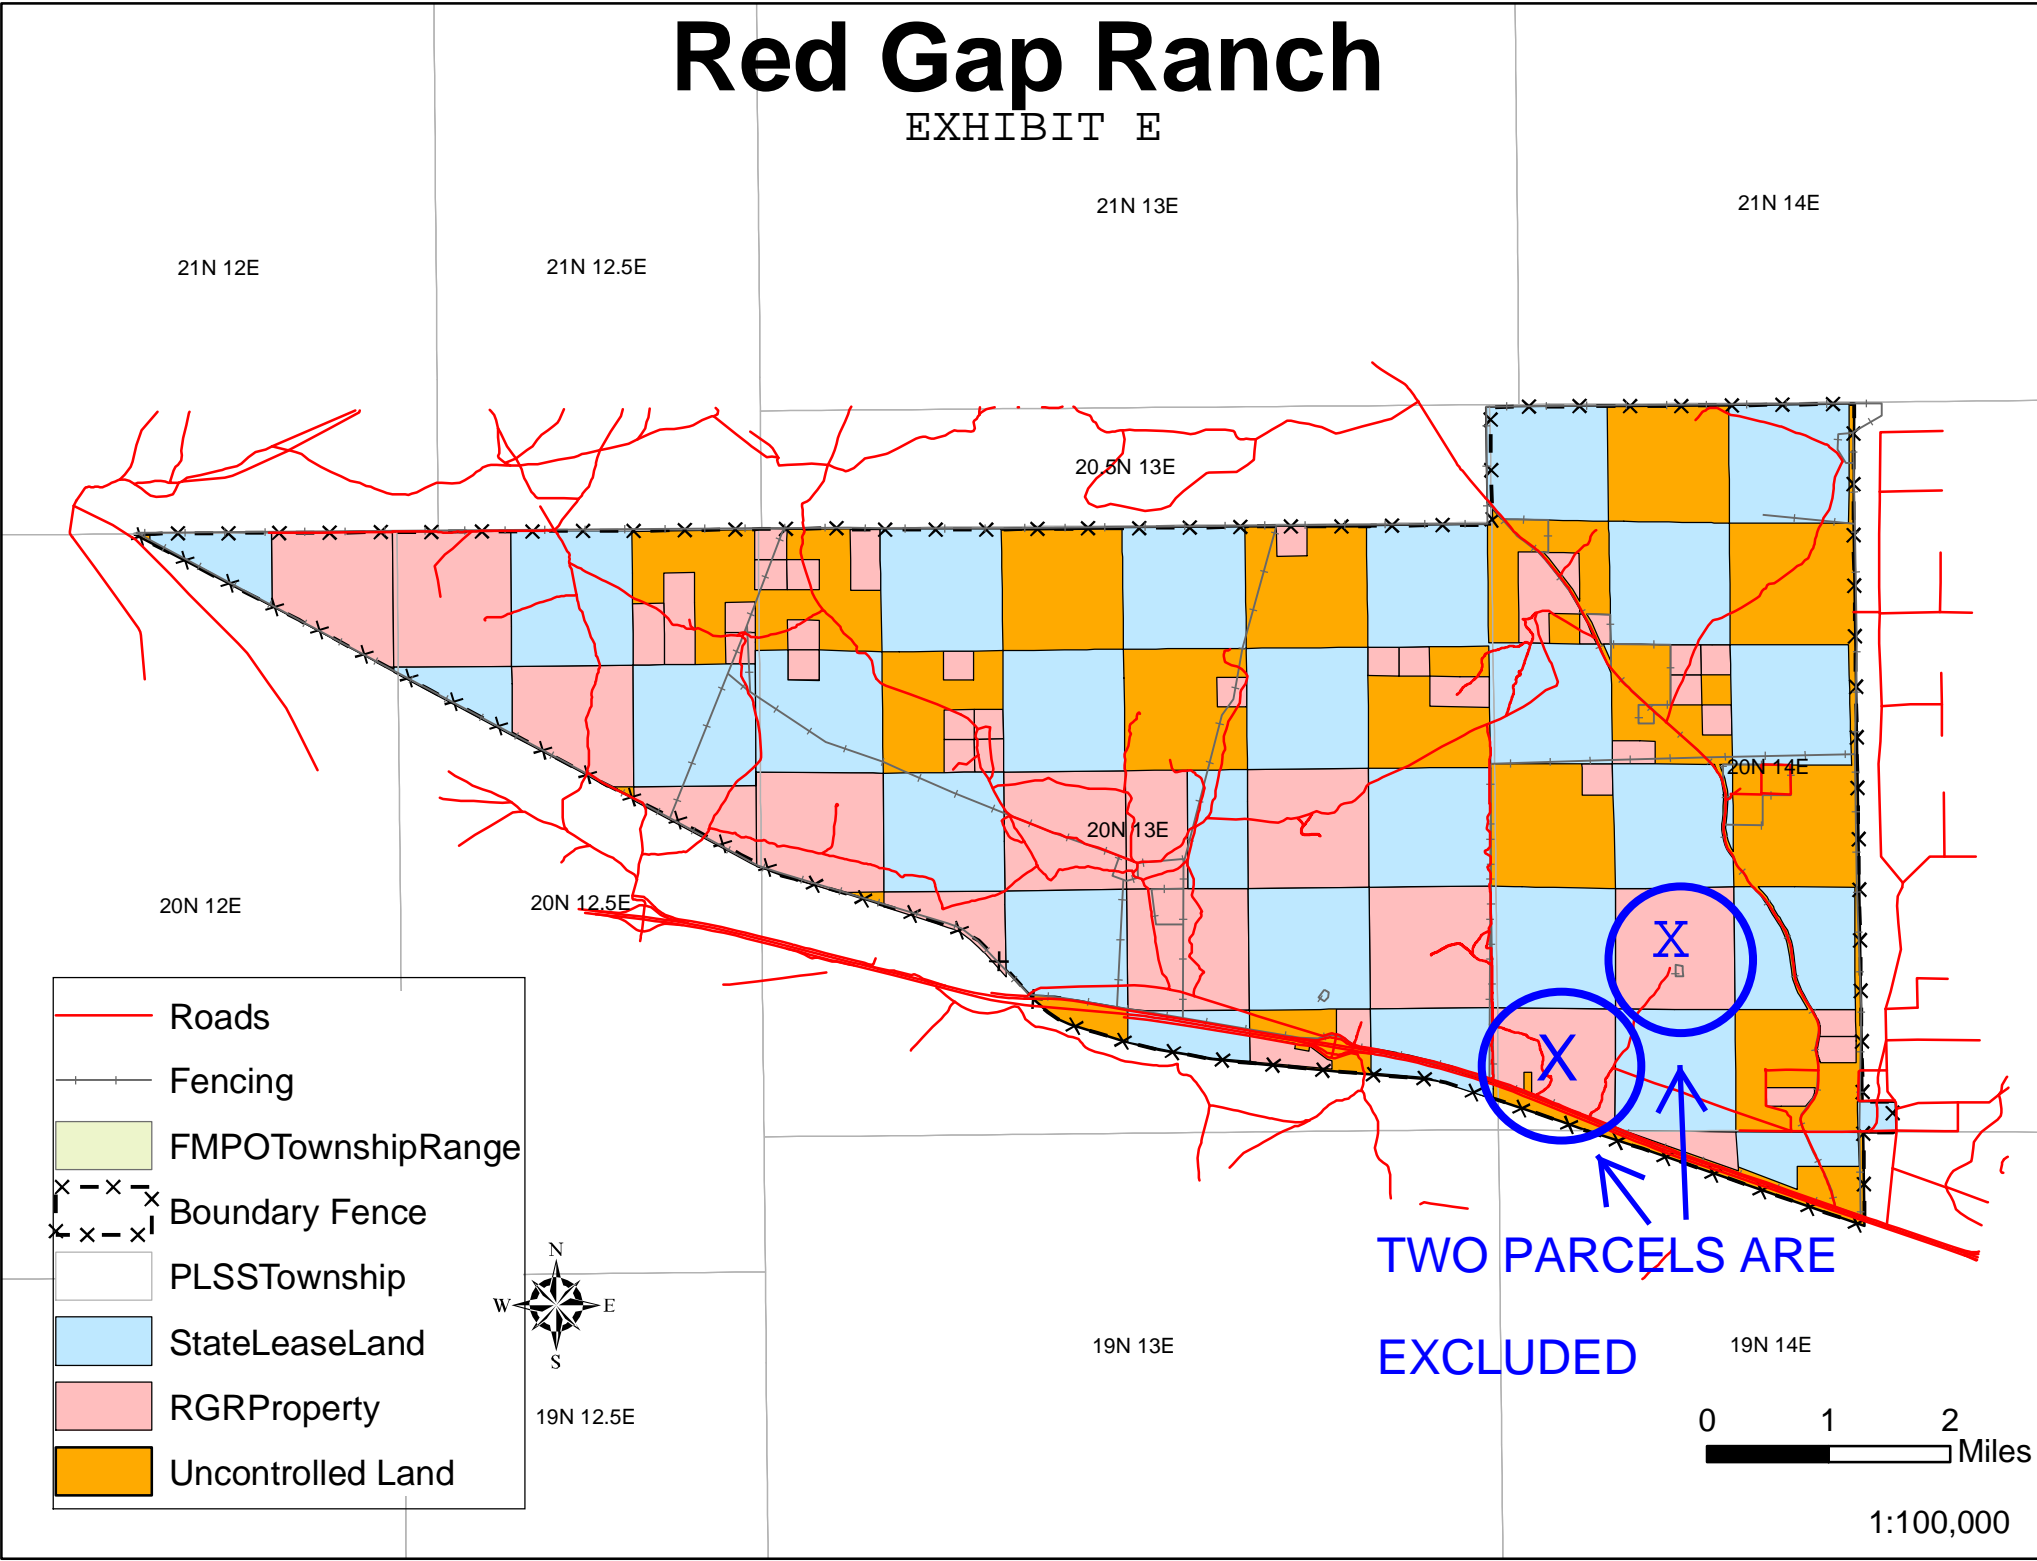 Red Gap Ranch
EXHIBIT E
21N 13E
21N 14E
21N 12E
21N 12.5E
20.5N 13E
20N 14E
20N 13E
20N 12E
20N 12.5E
X
X
Roads
Fencing
FMPOTownshipRange
Boundary Fence
PLSSTownship
StateLeaseLand
RGRProperty
Uncontrolled Land
N
W E
S
TWO PARCELS ARE
EXCLUDED
19N 13E
19N 14E
19N 12.5E
0 1 2
Miles
1:100,000